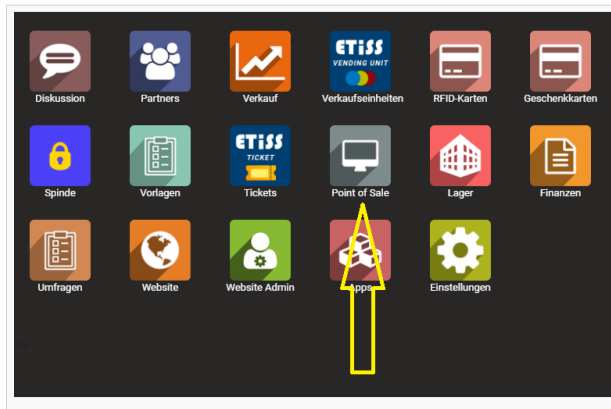 ETISS
VENDING UNIT
Diskussion
Partners
Verkauf
Verkaufseinheiten
RFID-Karten
Geschenkkarten
ETISS
TICKET
Spinde
Vorlagen
Tickets
Point of Sale
Lager
Finanzen
Umfragen
Website
Website Admin
Apps
Einstellungen